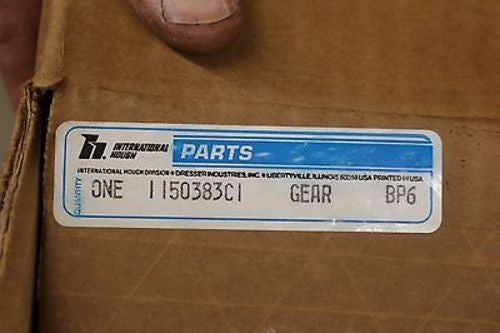 INTERNATIONAL
HOUGH
PARTS
INTERNATIONAL HOUGH DIVISION • DRESSER INDUSTRIES, INC. • LIBERTYVILLE, ILLINOIS 60048 USA PRINTED IN USA
QUANTITY ONE 1150383C1 GEAR BP6